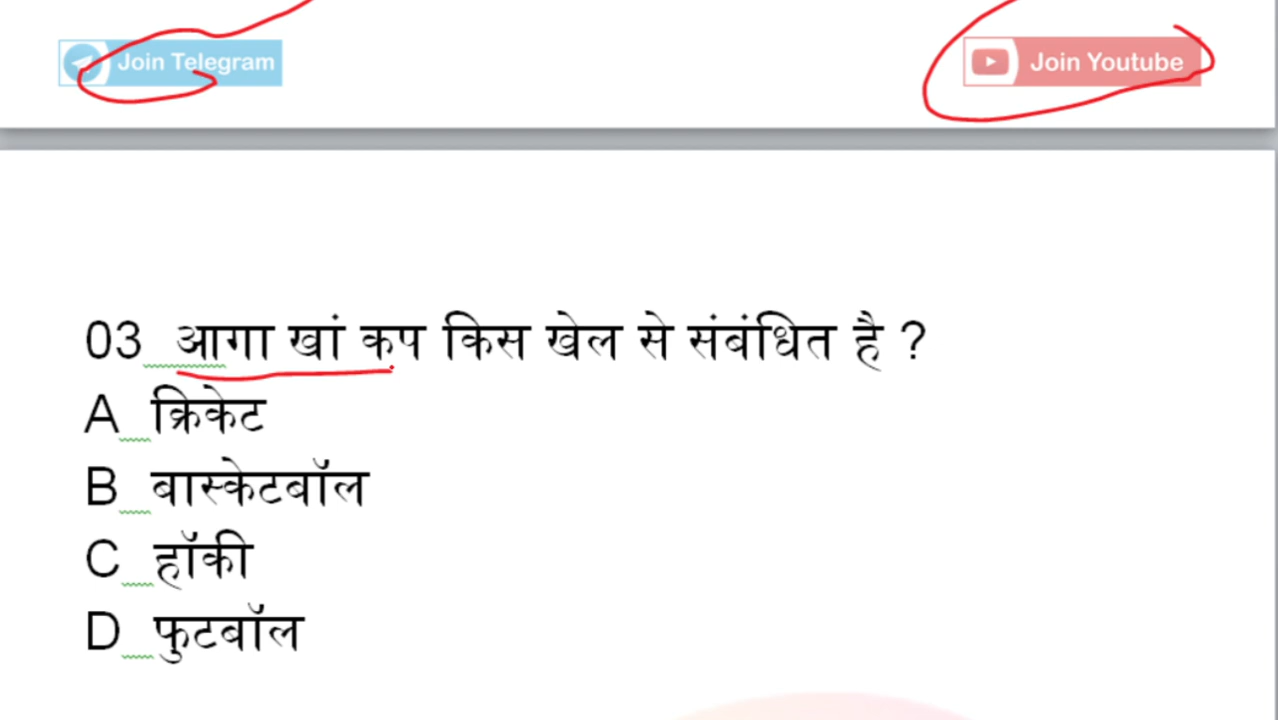 Join Telegram
Join Youtube
03 आगा खां कप किस खेल से संबंधित है ?
A क्रिकेट
B बास्केटबॉल
C हॉकी
D फुटबॉल